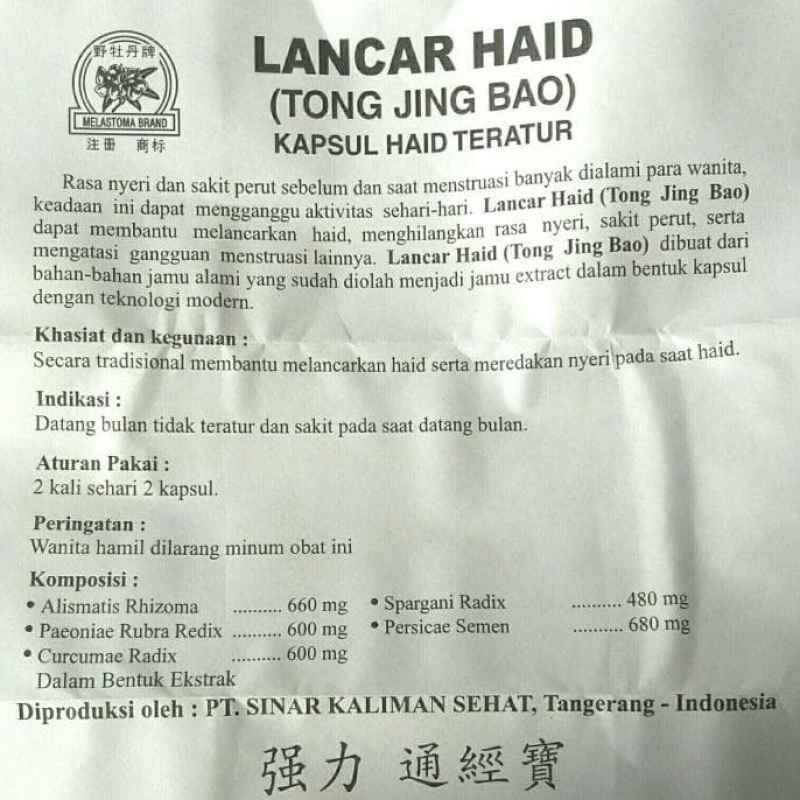 野牡丹牌
MELASTOMA BRAND
注册 商标
LANCAR HAID
(TONG JING BAO)
KAPSUL HAID TERATUR
Rasa nyeri dan sakit perut sebelum dan saat menstruasi banyak dialami para wanita,
keadaan ini dapat mengganggu aktivitas sehari-hari. Lancar Haid (Tong Jing Bao)
dapat membantu melancarkan haid, menghilangkan rasa nyeri, sakit perut, serta
mengatasi gangguan menstruasi lainnya. Lancar Haid (Tong Jing Bao) dibuat dari
bahan-bahan jamu alami yang sudah diolah menjadi jamu extract dalam bentuk kapsul
dengan teknologi modern.
Khasiat dan kegunaan :
Secara tradisional membantu melancarkan haid serta meredakan nyeri pada saat haid.
Indikasi :
Datang bulan tidak teratur dan sakit pada saat datang bulan.
Aturan Pakai :
2 kali sehari 2 kapsul.
Peringatan :
Wanita hamil dilarang minum obat ini
Komposisi :
• Alismatis Rhizoma .......... 660 mg
• Paeoniae Rubra Redix .......... 600 mg
• Curcumae Radix .......... 600 mg
• Spargani Radix .......... 480 mg
• Persicae Semen .......... 680 mg
Dalam Bentuk Ekstrak
Diproduksi oleh : PT. SINAR KALIMAN SEHAT, Tangerang - Indonesia
强力 通經寶